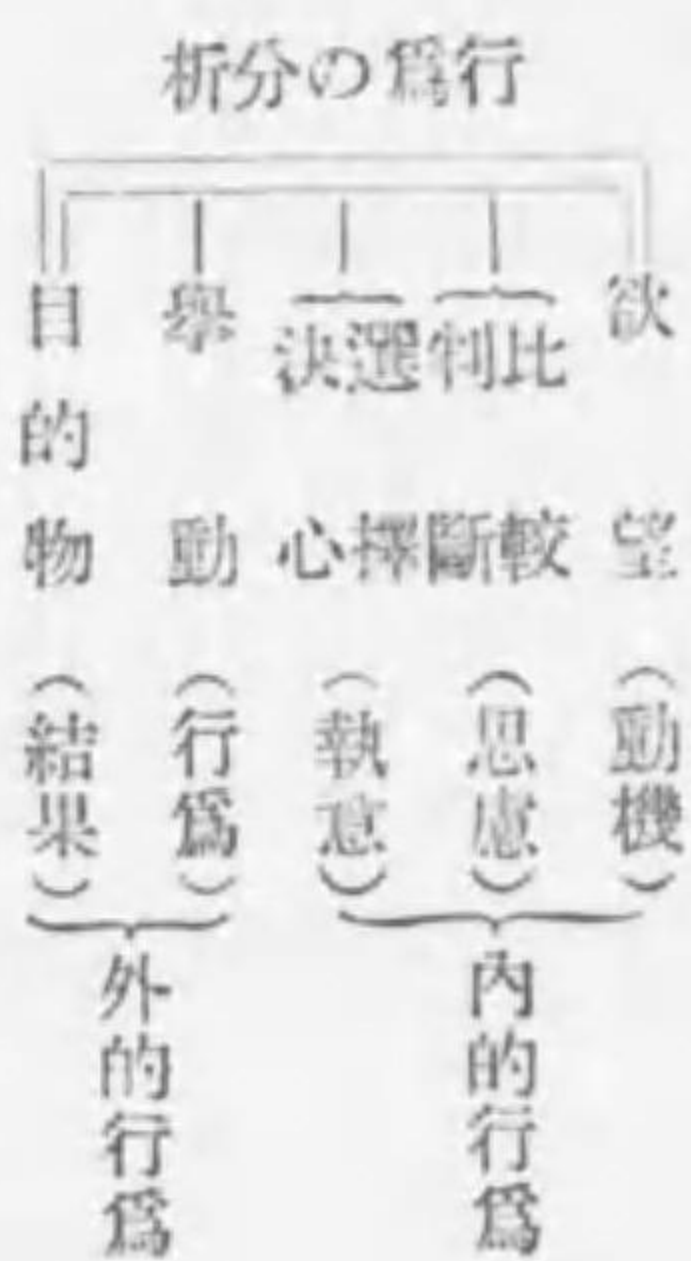 行爲の分析
欲望(動機)
比較
判斷(思慮)
選擇
決心(執意)
擧動(行爲)
目的物(結果)
內的行爲
外的行爲